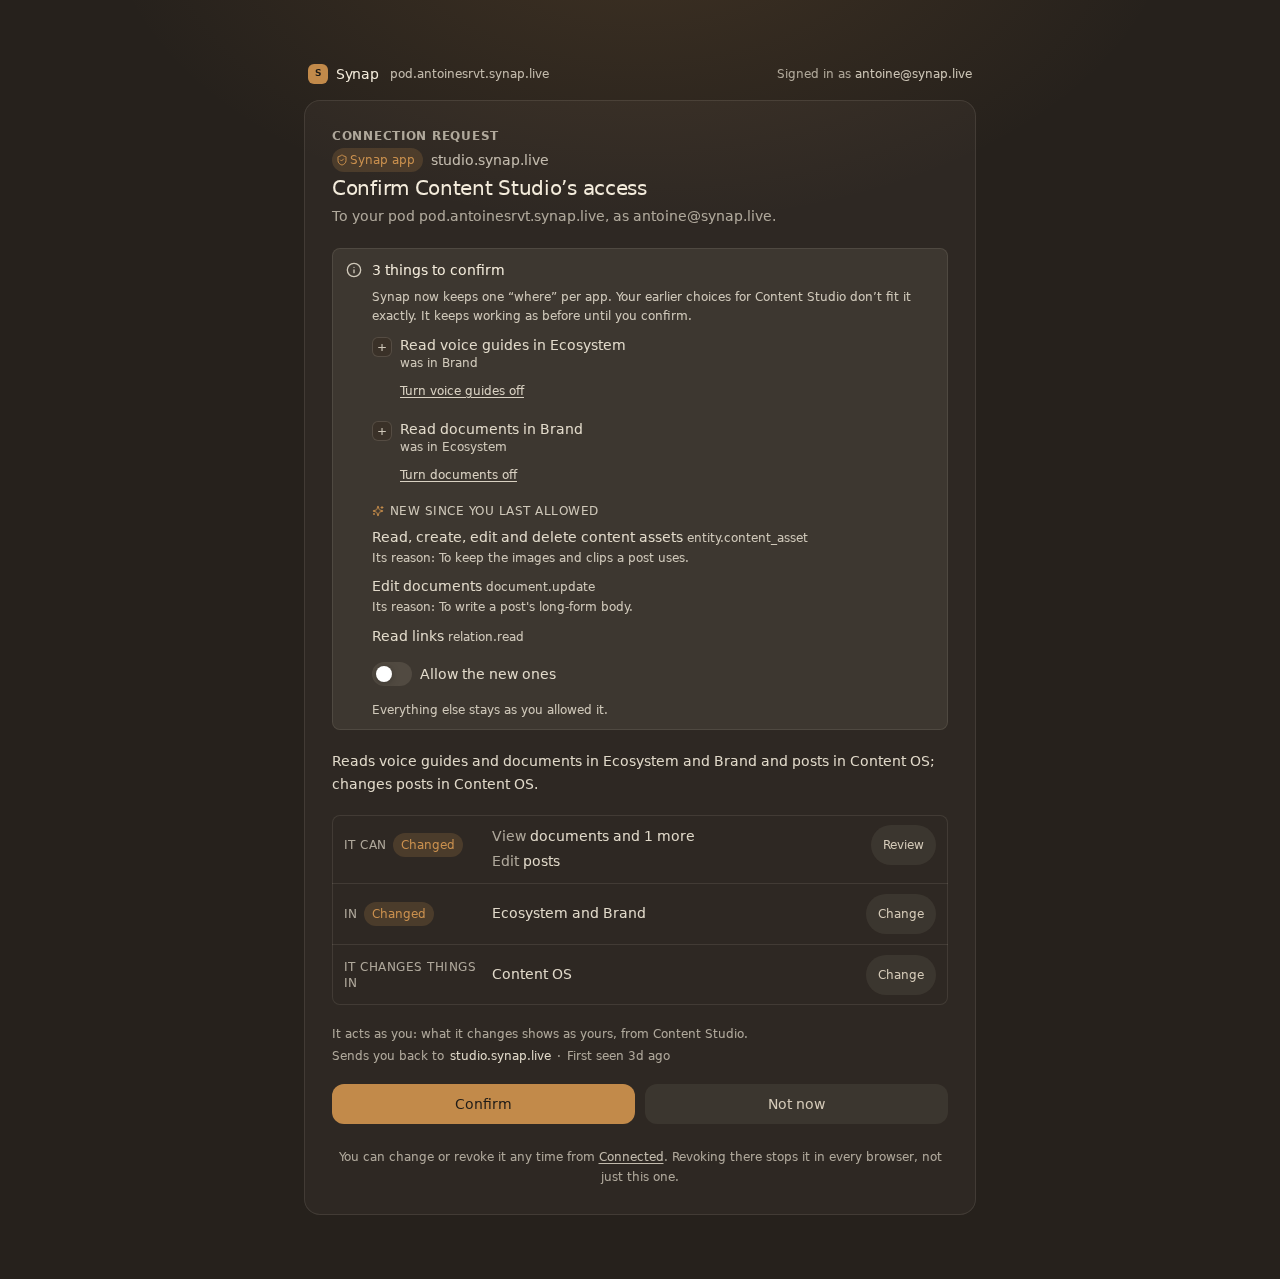 S Synap pod.antoinesrvt.synap.live Signed in as antoine@synap.live
CONNECTION REQUEST
Synap app studio.synap.live
Confirm Content Studio’s access
To your pod pod.antoinesrvt.synap.live, as antoine@synap.live.
3 things to confirm
Synap now keeps one “where” per app. Your earlier choices for Content Studio don’t fit it
exactly. It keeps working as before until you confirm.
+ Read voice guides in Ecosystem
was in Brand
Turn voice guides off
+ Read documents in Brand
was in Ecosystem
Turn documents off
NEW SINCE YOU LAST ALLOWED
Read, create, edit and delete content assets entity.content_asset
Its reason: To keep the images and clips a post uses.
Edit documents document.update
Its reason: To write a post's long-form body.
Read links relation.read
Allow the new ones
Everything else stays as you allowed it.
Reads voice guides and documents in Ecosystem and Brand and posts in Content OS;
changes posts in Content OS.
IT CAN Changed View documents and 1 more Review
Edit posts
IN Changed Ecosystem and Brand Change
IT CHANGES THINGS
IN Content OS Change
It acts as you: what it changes shows as yours, from Content Studio.
Sends you back to studio.synap.live · First seen 3d ago
Confirm Not now
You can change or revoke it any time from Connected. Revoking there stops it in every browser, not
just this one.